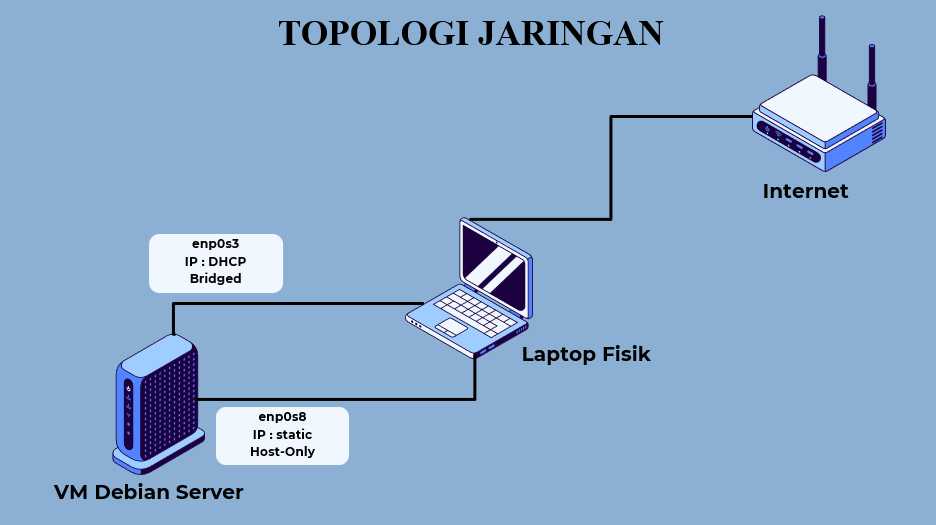 TOPOLOGI JARINGAN
Internet
enp0s3
IP : DHCP
Bridged
Laptop Fisik
enp0s8
IP : static
Host-Only
VM Debian Server